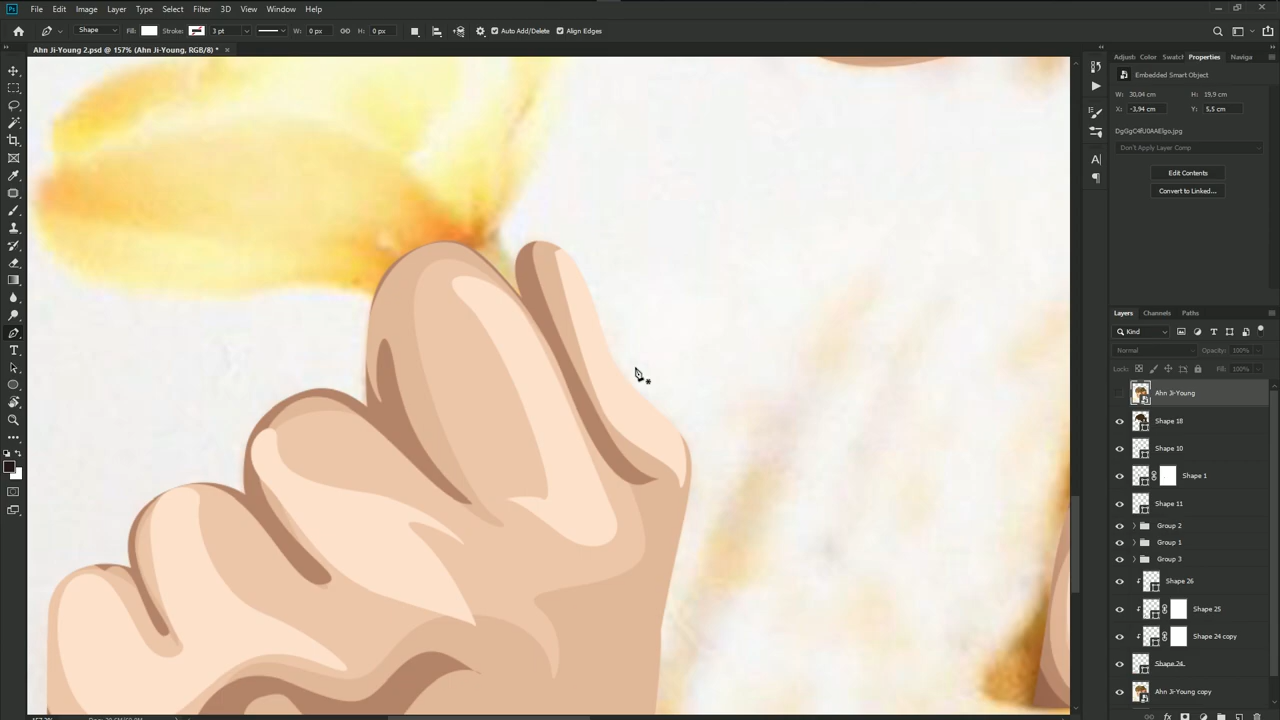 Ps File Edit Image Layer Type Select Filter 3D View Window Help
Shape Fill: Stroke: 3 pt W: 0 px H: 0 px Auto Add/Delete Align Edges
Ahn Ji-Young 2.psd @ 157% (Ahn Ji-Young, RGB/8) * ×
Adjust: Color Swatch Properties Naviga
Embedded Smart Object
W: 30,04 cm H: 19,9 cm
X: -3,94 cm Y: 5,5 cm
Don't Apply Layer Comp
Edit Contents
Convert to Linked...
Layers Channels Paths
Kind
Normal Opacity: 100%
Lock: Fill: 100%
Ahn Ji-Young
Shape 18
Shape 10
Shape 1
Shape 11
Group 2
Group 1
Group 3
Shape 26
Shape 25
Shape 24 copy
Shape 24
Ahn Ji-Young copy